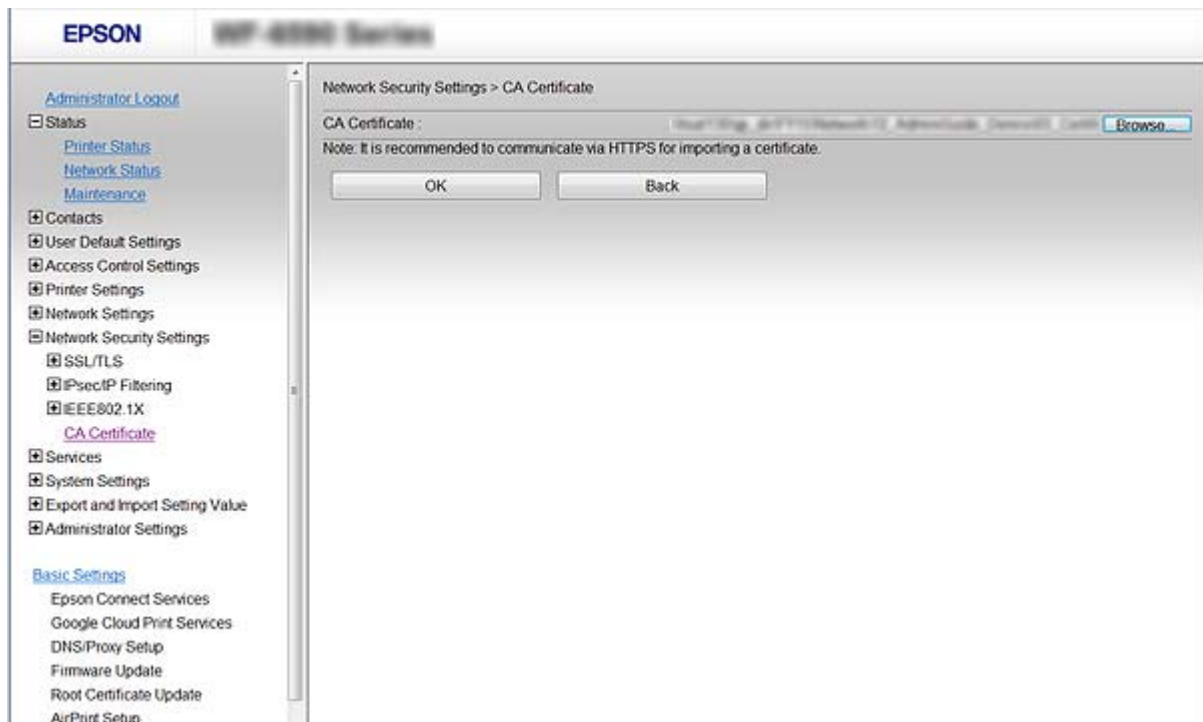 EPSON
Administrator Logout
Status
Printer Status
Network Status
Maintenance
Contacts
User Default Settings
Access Control Settings
Printer Settings
Network Settings
Network Security Settings
SSL/TLS
IPsec/IP Filtering
IEEE802.1X
CA Certificate
Services
System Settings
Export and Import Setting Value
Administrator Settings
Basic Settings
Epson Connect Services
Google Cloud Print Services
DNS/Proxy Setup
Firmware Update
Root Certificate Update
AirPrint Setup
Network Security Settings > CA Certificate
CA Certificate :
Browse...
Note: It is recommended to communicate via HTTPS for importing a certificate.
OK Back